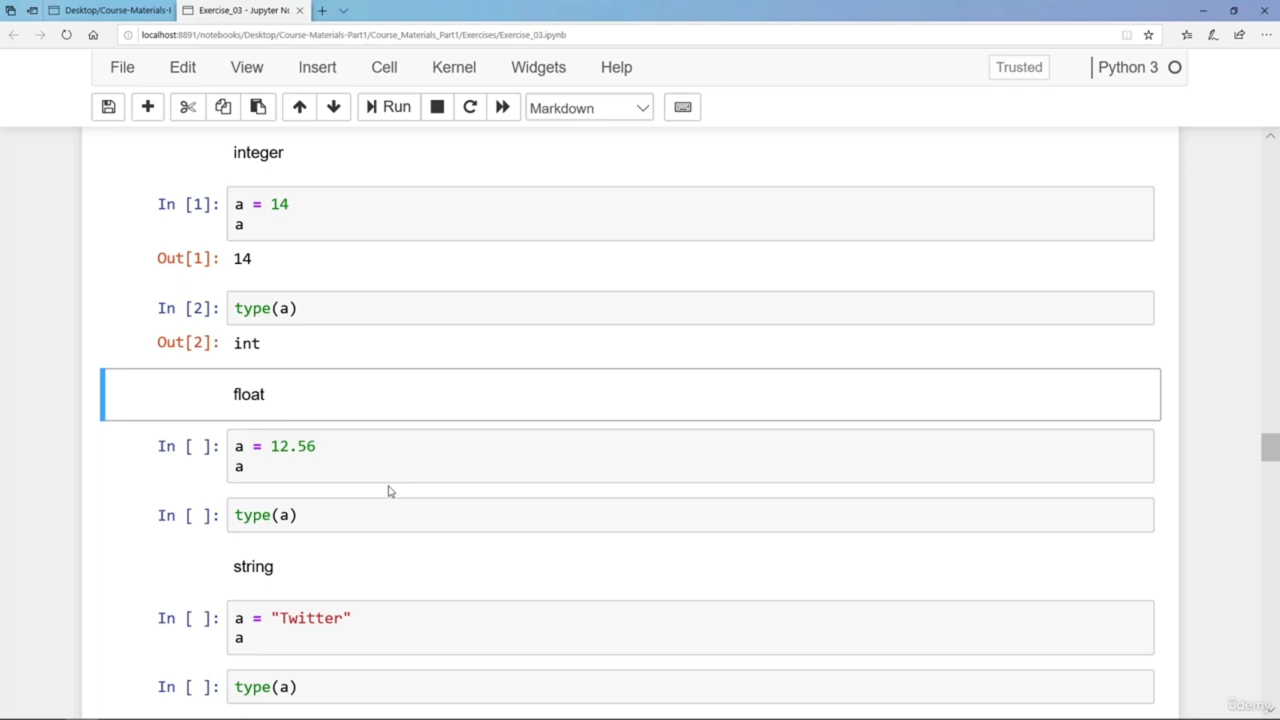 Desktop/Course-Materials-
Exercise_03 - Jupyter No
localhost:8891/notebooks/Desktop/Course-Materials-Part1/Course_Materials_Part1/Exercises/Exercise_03.ipynb
File Edit View Insert Cell Kernel Widgets Help Trusted Python 3
Run Markdown
integer
In [1]: a = 14
a
Out[1]: 14
In [2]: type(a)
Out[2]: int
float
In [ ]: a = 12.56
a
In [ ]: type(a)
string
In [ ]: a = "Twitter"
a
In [ ]: type(a)
ûdemy